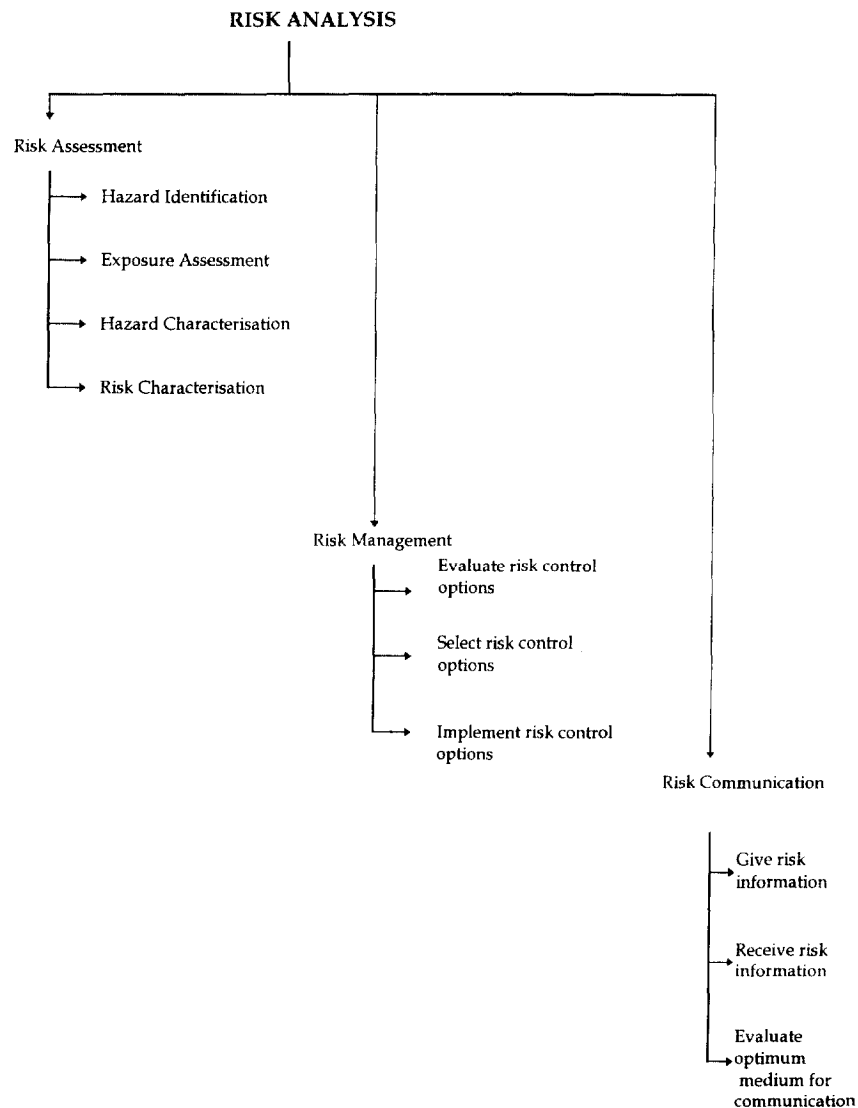 RISK ANALYSIS
Risk Assessment
Hazard Identification
Exposure Assessment
Hazard Characterisation
Risk Characterisation
Risk Management
Evaluate risk control
options
Select risk control
options
Implement risk control
options
Risk Communication
Give risk
information
Receive risk
information
Evaluate
optimum
medium for
communication